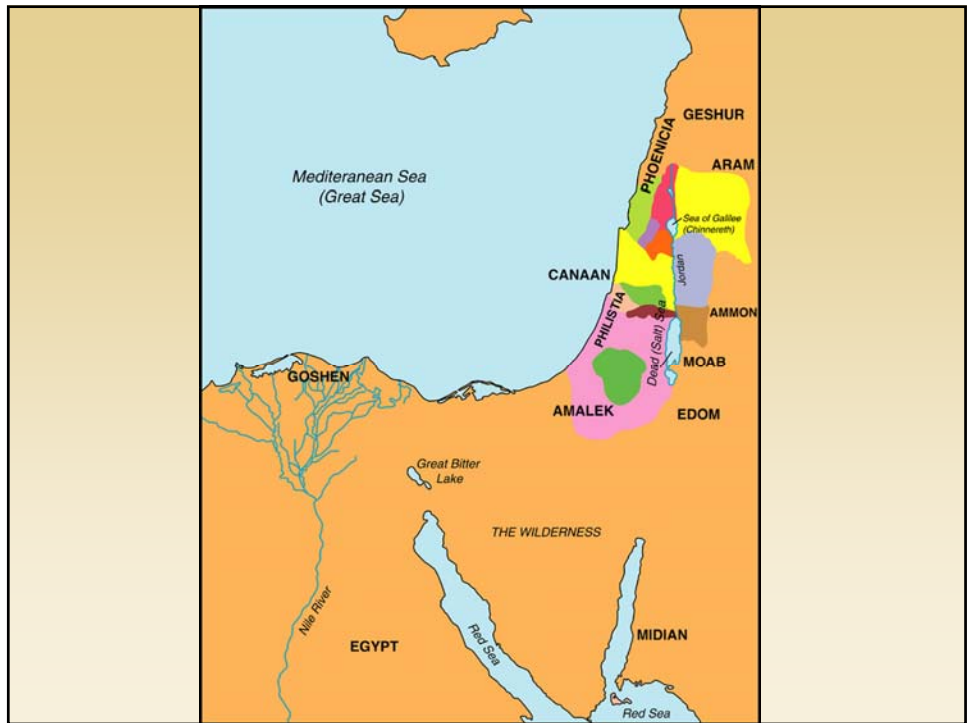 GESHUR
PHOENICIA
ARAM
Mediteranean Sea
(Great Sea)
Sea of Galilee
(Chinnereth)
CANAAN
Jordan
PHILISTIA
AMMON
Dead (Salt) Sea
MOAB
GOSHEN
AMALEK
EDOM
Great Bitter
Lake
THE WILDERNESS
Nile River
EGYPT
Red Sea
MIDIAN
Red Sea